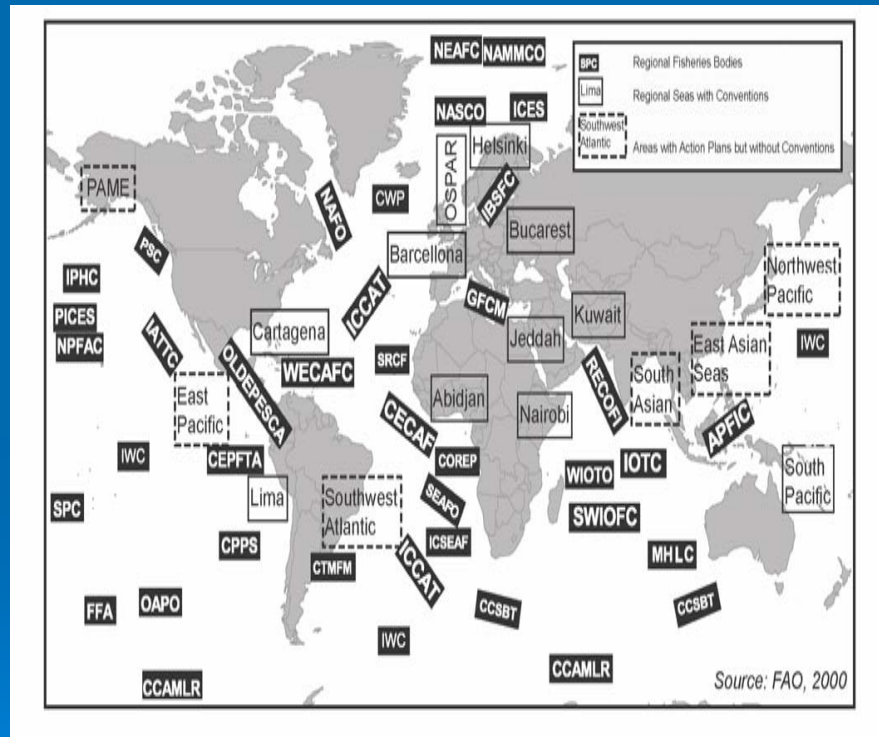 NEAFC NAMMCO
SPC Regional Fisheries Bodies
Lima Regional Seas with Conventions
Southwest
Atlantic Areas with Action Plans but without Conventions
NASCO ICES
Helsinki
OSPAR
PAME
NAFO
CWP
IBSFC
Bucarest
PSC
Barcellona
Northwest
Pacific
IPHC
ICCAT
GFCM
Kuwait
PICES
IATTC
Cartagena
Jeddah
East Asian
Seas
IWC
NPFAC
OLDEPESCA
WECAFC
SRCF
RECOFI
South
Asian
East
Pacific
Abidjan
Nairobi
CECAF
APFIC
IWC
CEPFTA
COREP
WIOTO
IOTC
South
Pacific
SPC
Lima
Southwest
Atlantic
SEAFO
SWIOFC
CPPS
ICSEAF
MHLC
CTMFM
ICCAT
FFA
OAPO
CCSBT
CCSBT
IWC
CCAMLR
CCAMLR
Source: FAO, 2000